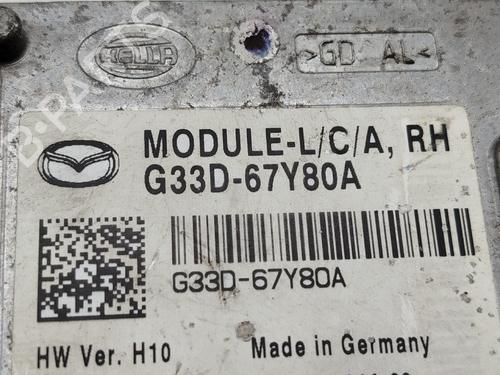 HELLA
>GD AL<
MODULE-L/C/A, RH
G33D-67Y80A
G33D-67Y80A
HW Ver. H10
Made in Germany